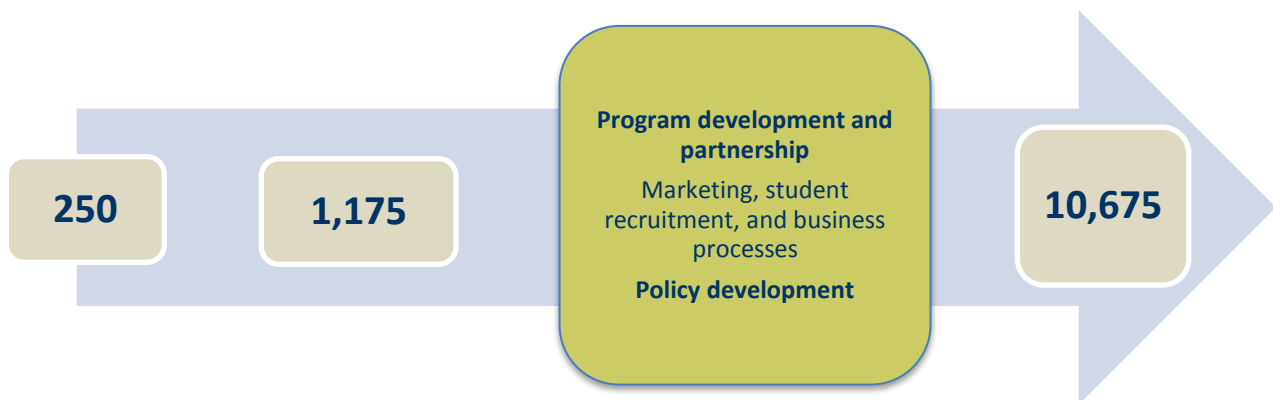 250
1,175
Program development and
partnership
Marketing, student
recruitment, and business
processes
Policy development
10,675